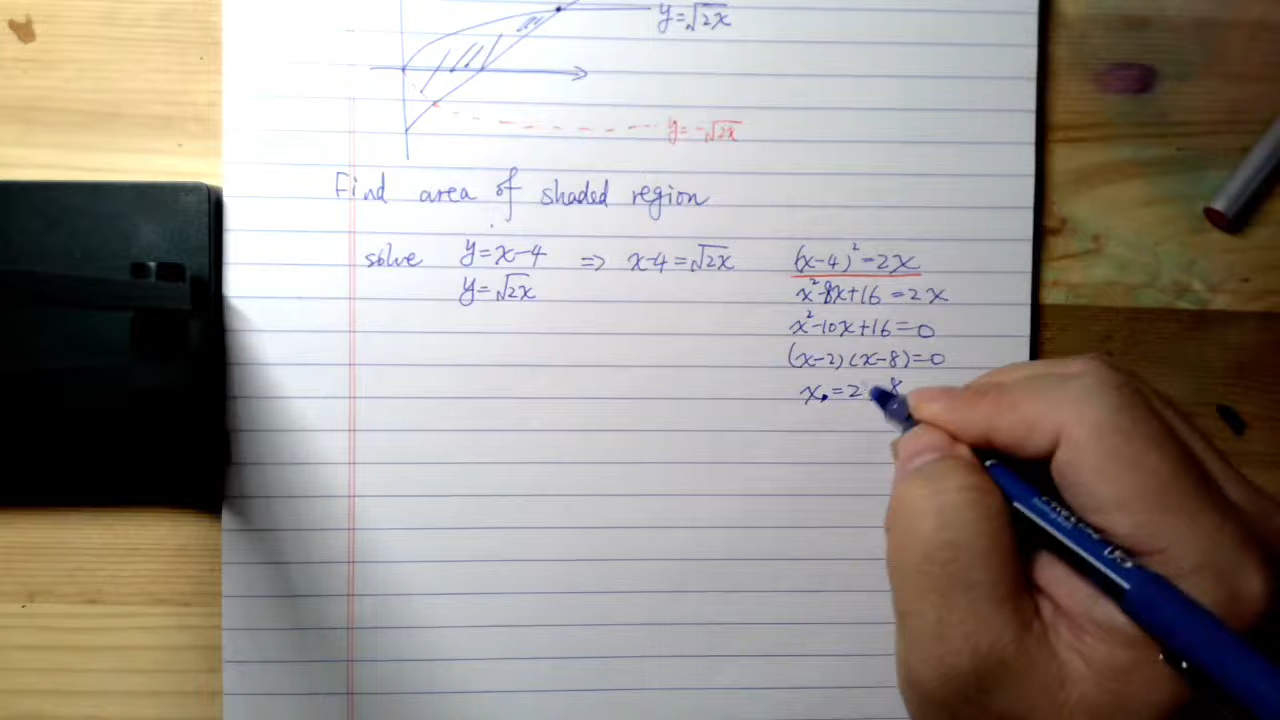 y=√2x
y=-√2x
Find area of shaded region
solve y=x-4 ⇒ x-4=√2x (x-4)²=2x
y=√2x x²-8x+16=2x
x²-10x+16=0
(x-2)(x-8)=0
x,=2, 8